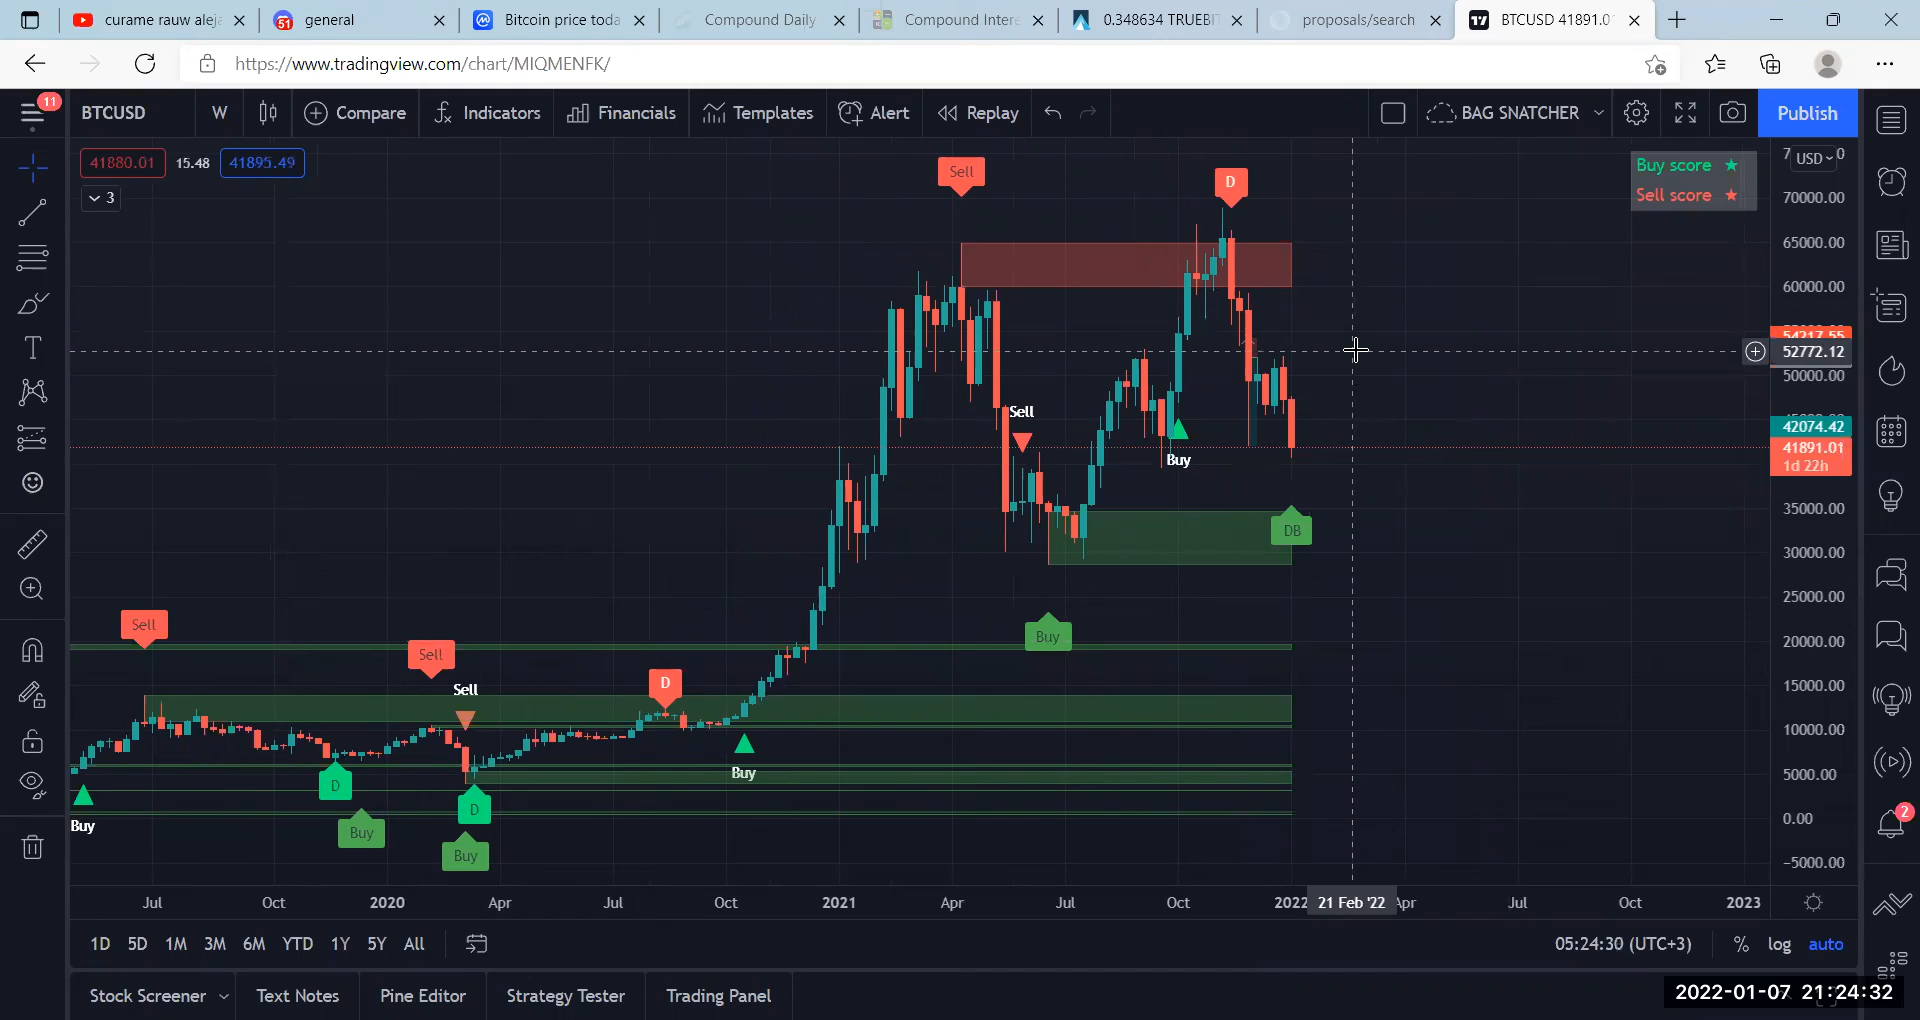 curame rauw alej
general
Bitcoin price toda
Compound Daily
Compound Intere
0.348634 TRUEBIT
proposals/search
BTCUSD 41891.01
https://www.tradingview.com/chart/MIQMENFK/
11
BTCUSD
W
Compare
Indicators
Financials
Templates
Alert
Replay
BAG SNATCHER
Publish
41880.01
15.48
41895.49
3
Buy score ★
Sell score ★
USD
70000.00
65000.00
60000.00
54217.55
52772.12
50000.00
42074.42
41891.01
1d 22h
35000.00
30000.00
25000.00
20000.00
15000.00
10000.00
5000.00
0.00
−5000.00
Sell
D
Sell
Buy
DB
Buy
Sell
Sell
Sell
D
D
Buy
D
Buy
Buy
Buy
Jul
Oct
2020
Apr
Jul
Oct
2021
Apr
Jul
Oct
2022
21 Feb '22
Apr
Jul
Oct
2023
1D
5D
1M
3M
6M
YTD
1Y
5Y
All
05:24:30 (UTC+3)
%
log
auto
2
Stock Screener
Text Notes
Pine Editor
Strategy Tester
Trading Panel
2022-01-07 21:24:32